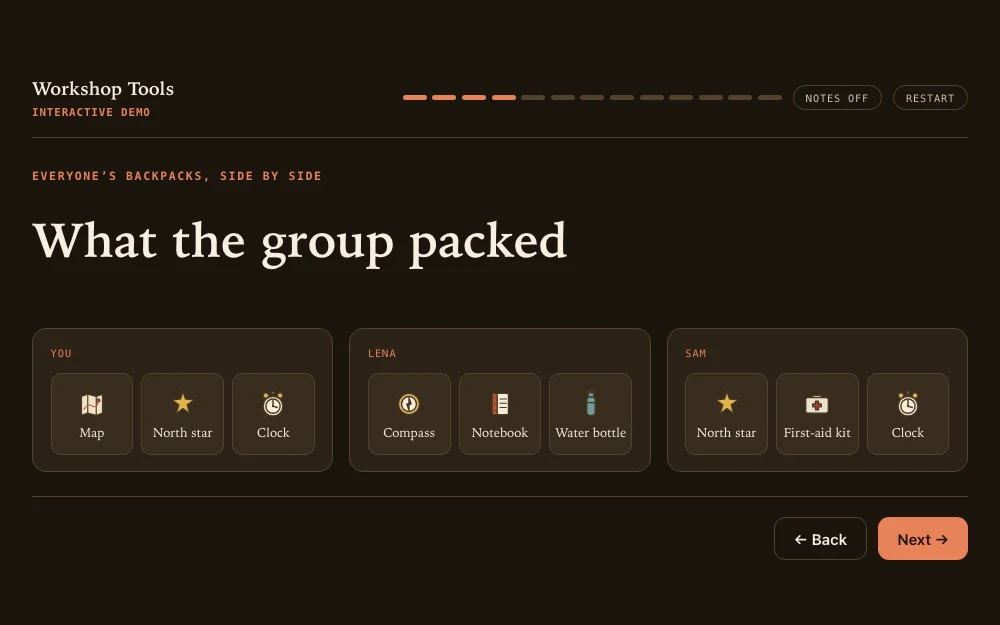 Workshop Tools
INTERACTIVE DEMO
NOTES OFF
RESTART
EVERYONE’S BACKPACKS, SIDE BY SIDE
What the group packed
YOU
Map
North star
Clock
LENA
Compass
Notebook
Water bottle
SAM
North star
First-aid kit
Clock
← Back
Next →